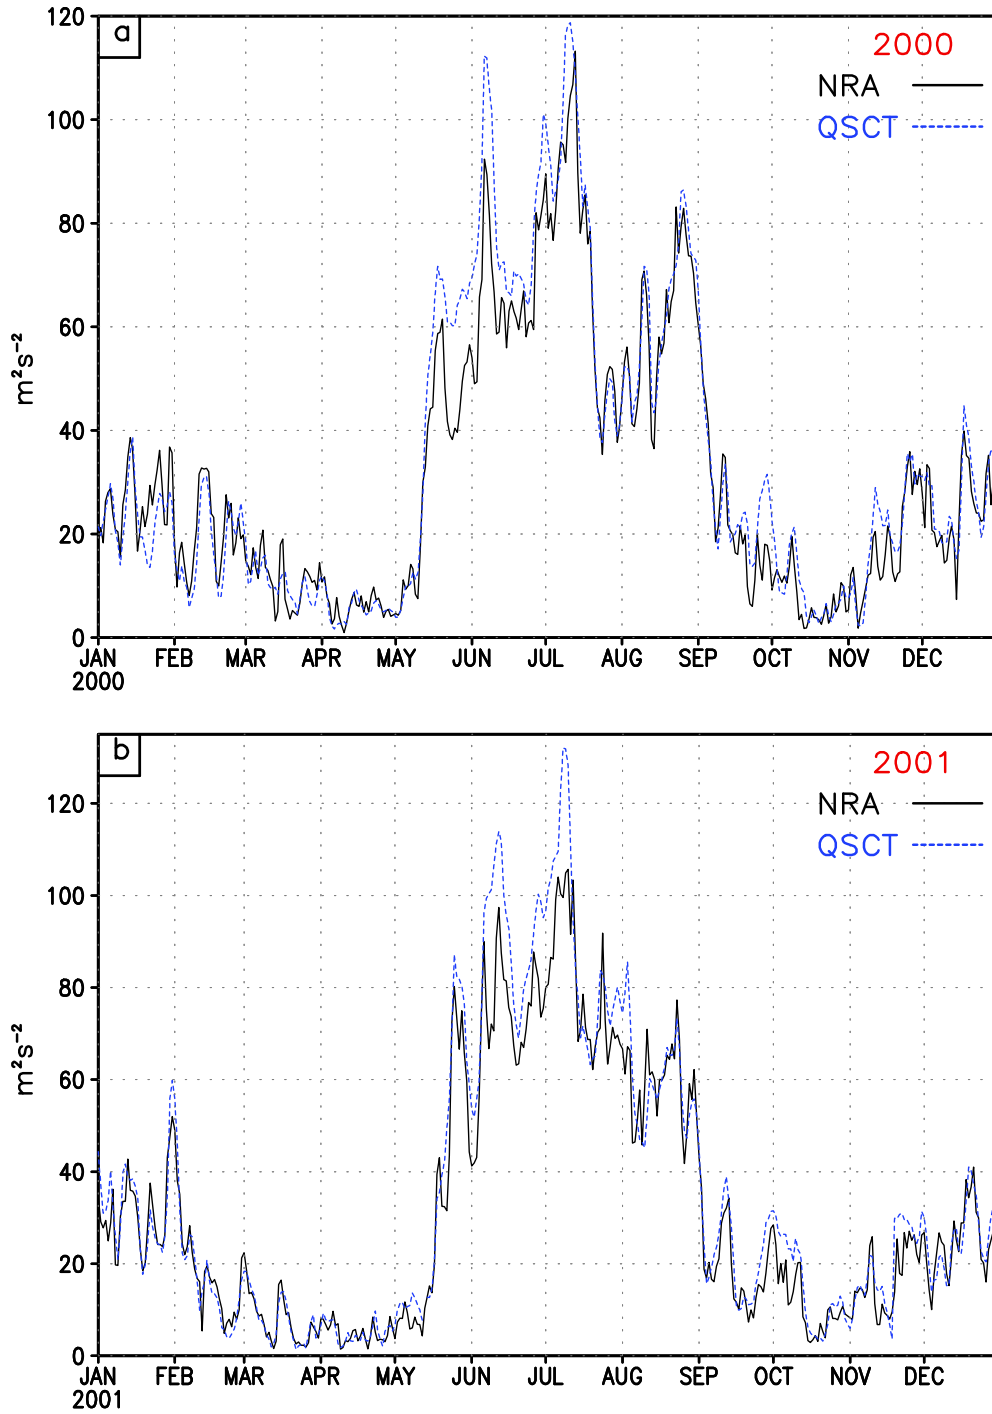 a
2000
NRA
QSCT
120
100
80
60
40
20
0
m²s⁻²
JAN FEB MAR APR MAY JUN JUL AUG SEP OCT NOV DEC
2000
b
2001
NRA
QSCT
120
100
80
60
40
20
0
m²s⁻²
JAN FEB MAR APR MAY JUN JUL AUG SEP OCT NOV DEC
2001